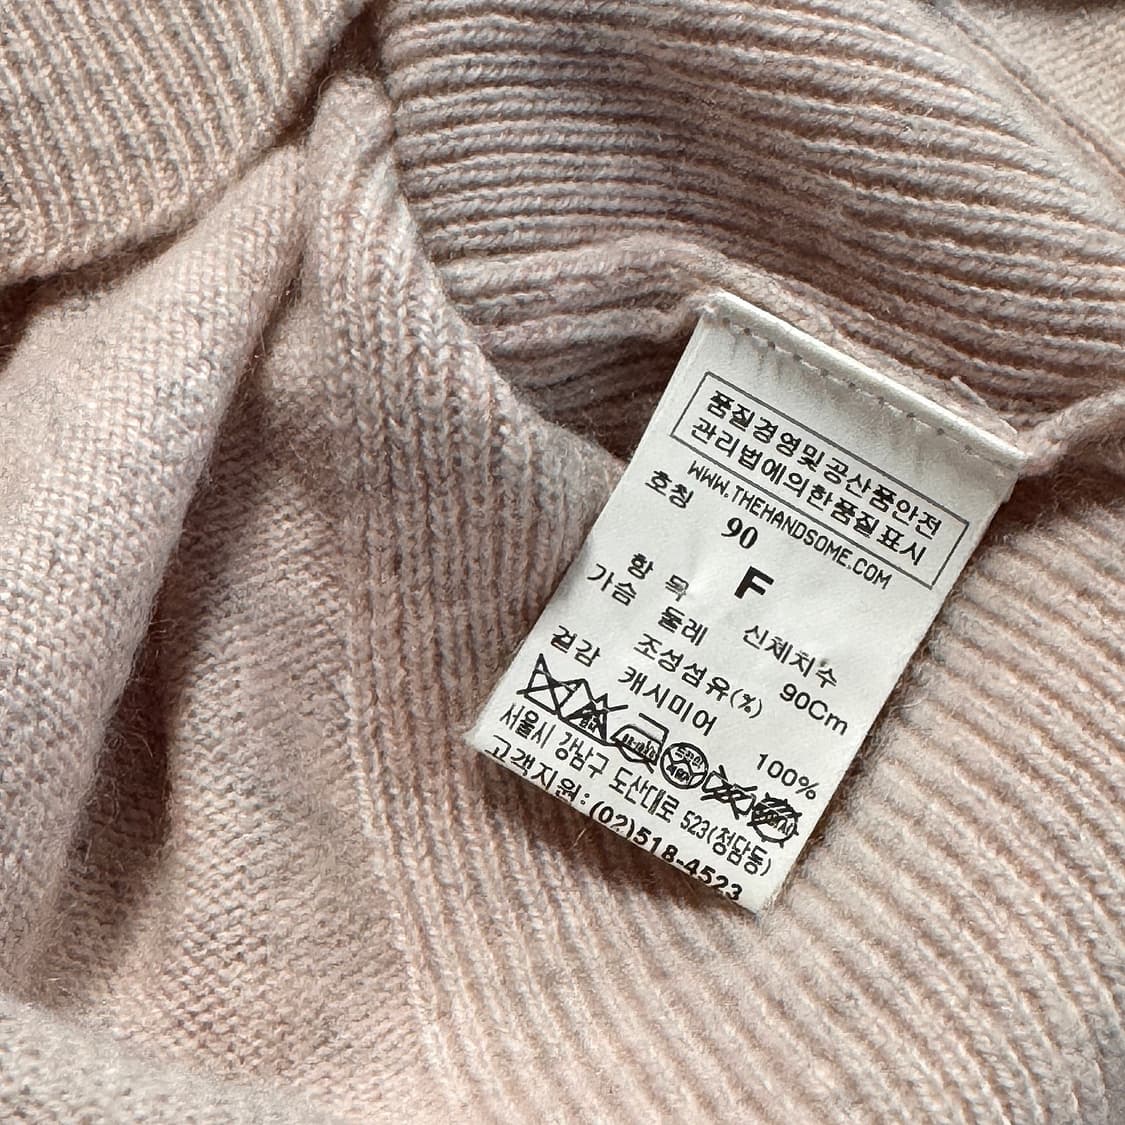 품질경영및공산품안전
관리법에의한품질표시
WWW.THEHANDSOME.COM
호칭 90 F
항 목 신체치수
가슴 둘레 90Cm
조성섬유(%)
겉감 캐시미어 100%
서울시 강남구 도산대로 523(청담동)
고객지원:(02)518-4523